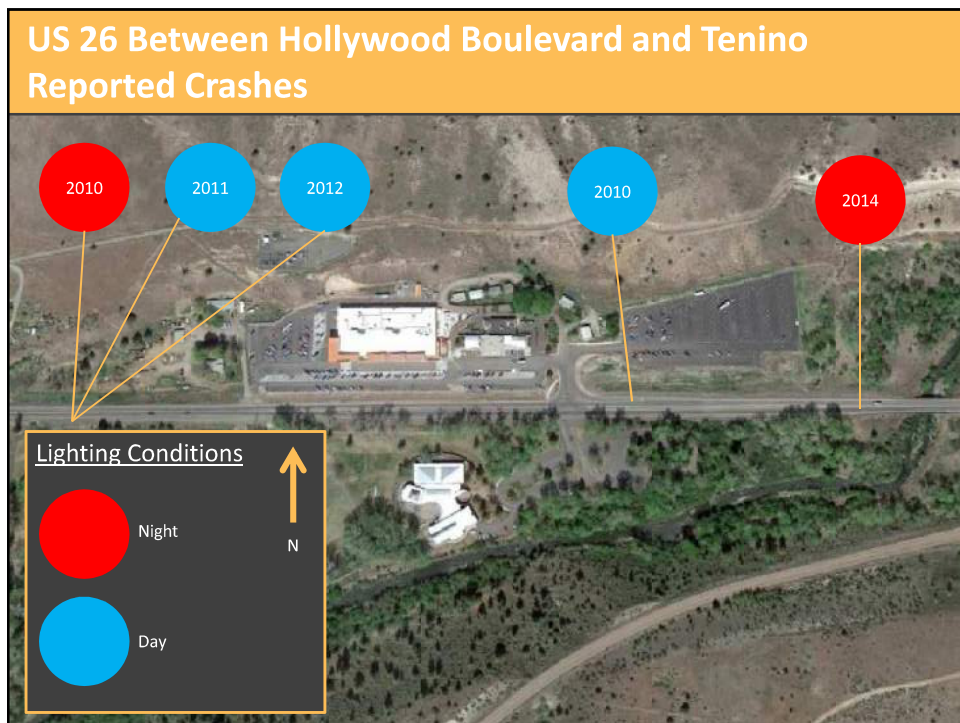 US 26 Between Hollywood Boulevard and Tenino
Reported Crashes
2010
2011
2012
2010
2014
Lighting Conditions
Night
N
Day